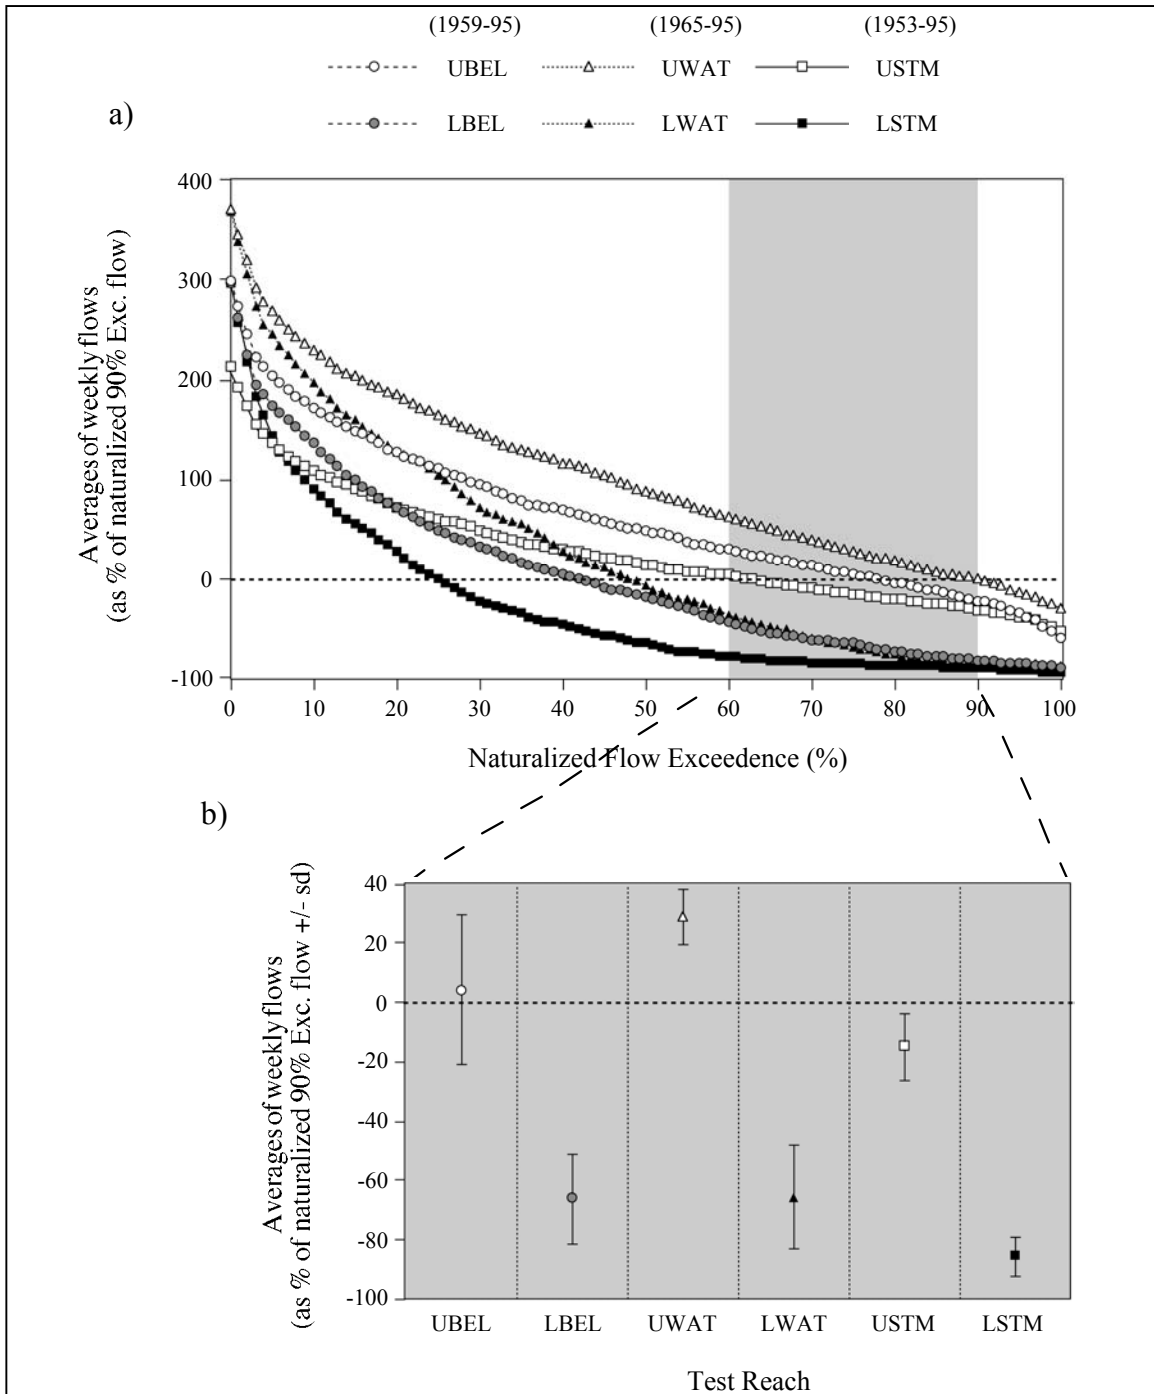 (1959-95) (1965-95) (1953-95)
UBEL UWAT USTM
a)
LBEL LWAT LSTM
400
300
200
100
0
-100
Averages of weekly flows
(as % of naturalized 90% Exc. flow)
0 10 20 30 40 50 60 70 80 90 100
Naturalized Flow Exceedence (%)
b)
40
20
0
-20
-40
-60
-80
-100
Averages of weekly flows
(as % of naturalized 90% Exc. flow +/- sd)
UBEL LBEL UWAT LWAT USTM LSTM
Test Reach